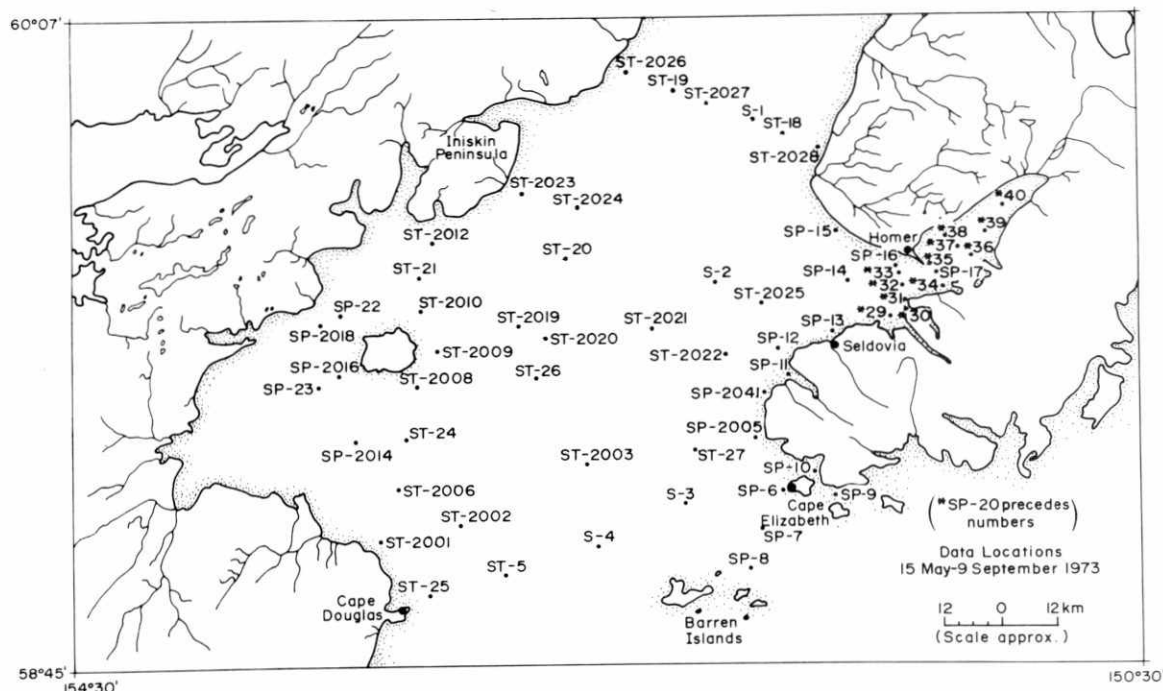 60°07'
ST-2026
ST-19
ST-2027
S-1
ST-18
ST-2028
Iniskin
Peninsula
ST-2023
ST-2024
ST-2012
ST-20
ST-21
SP-15
Homer
*40
*39
*38
*37
*36
*35
SP-16
SP-14
*33
SP-17
*32
*34
*31
*29
*30
S-2
ST-2025
SP-22
ST-2010
SP-2018
ST-2019
ST-2020
ST-2021
SP-13
Seldovia
SP-12
ST-2009
ST-2022
SP-2016
SP-11
SP-23
ST-2008
ST-26
SP-2041
SP-2005
ST-24
SP-2014
ST-27
ST-2003
SP-10
ST-2006
SP-6
SP-9
Cape
Elizabeth
S-3
SP-7
ST-2002
ST-2001
S-4
SP-8
ST-5
ST-25
Cape
Douglas
Barren
Islands
(*SP-20 precedes
numbers)
Data Locations
15 May-9 September 1973
12 0 12 km
(Scale approx.)
58°45'
154°30'
150°30'